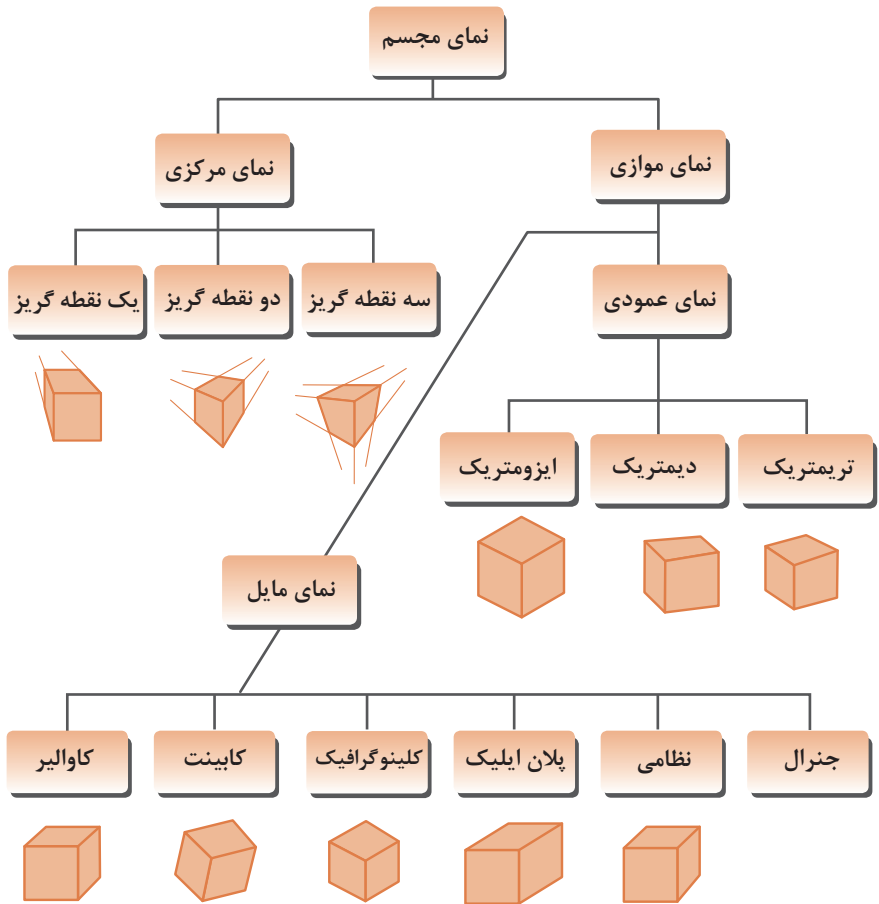 نمای مجسم
نمای موازی
نمای مرکزی
نمای عمودی
سه نقطه گریز
دو نقطه گریز
یک نقطه گریز
تریمتریک
دیمتریک
ایزومتریک
نمای مایل
جنرال
نظامی
پلان ایلیک
کلینوگرافیک
کابینت
کاوالیر